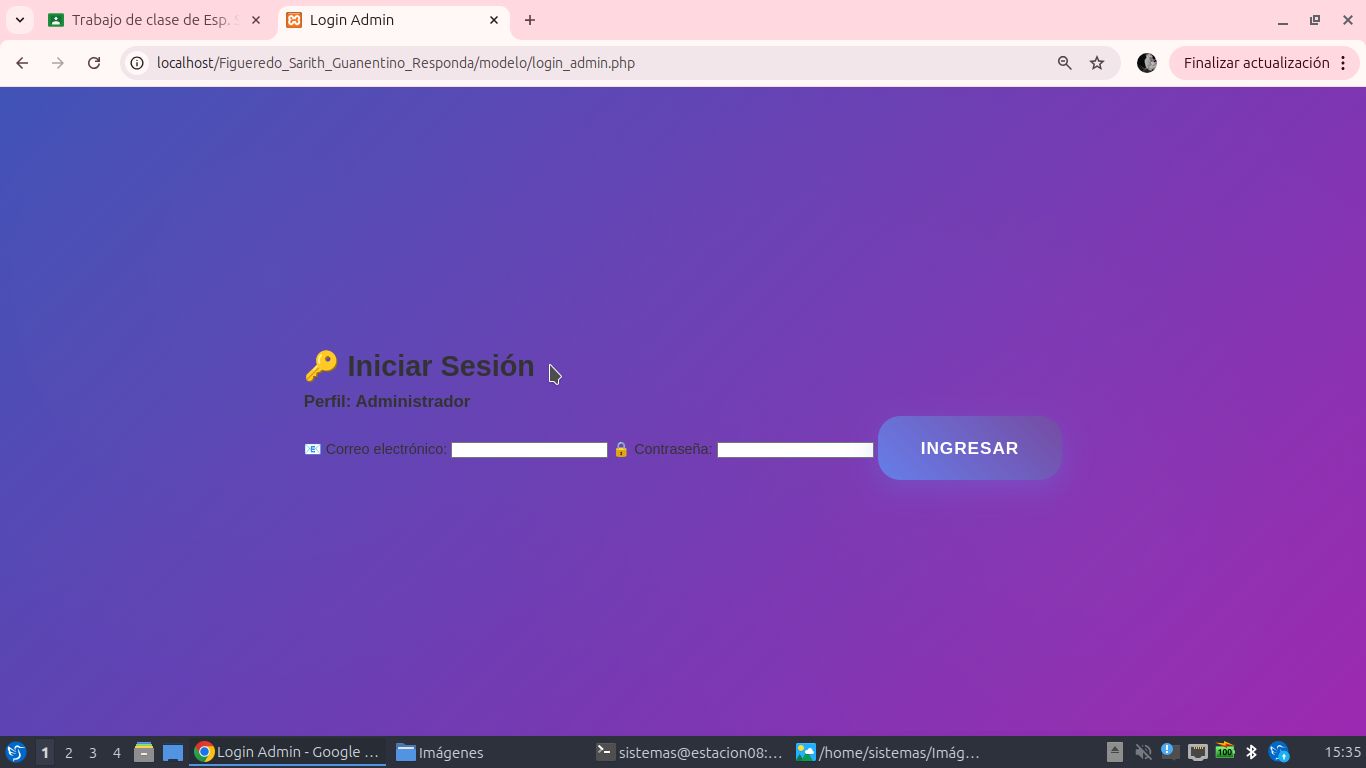 Trabajo de clase de Esp. S
Login Admin
localhost/Figueredo_Sarith_Guanentino_Responda/modelo/login_admin.php
Finalizar actualización
🔑 Iniciar Sesión
Perfil: Administrador
📧 Correo electrónico: 🔒 Contraseña: INGRESAR
1 2 3 4 Login Admin - Google … Imágenes sistemas@estacion08:… /home/sistemas/Imág… 100 15:35